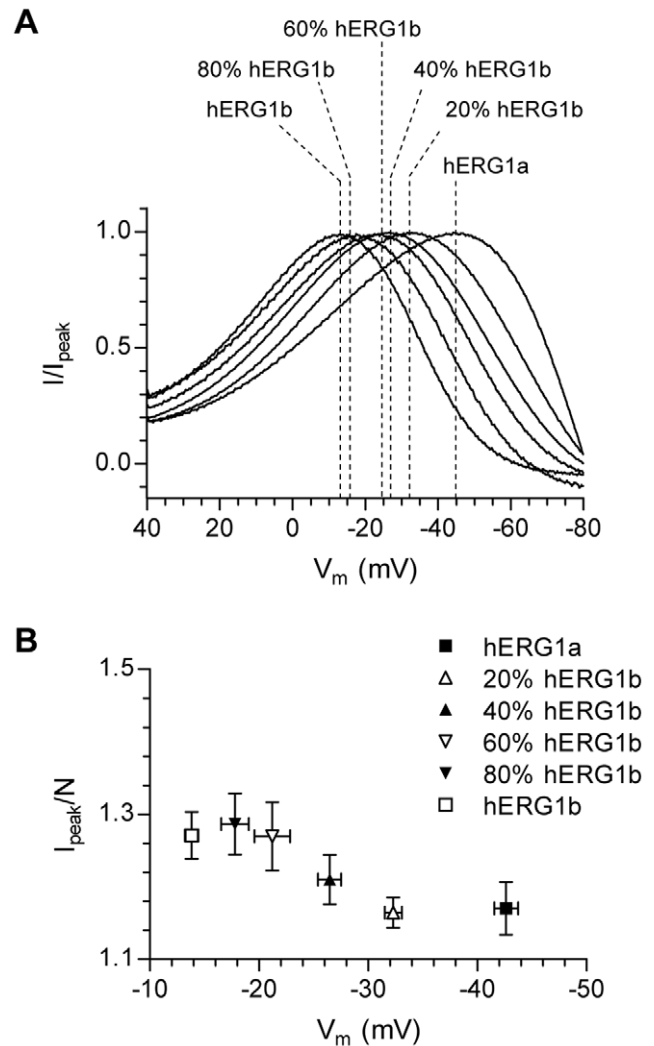 A
60% hERG1b
80% hERG1b
40% hERG1b
hERG1b
20% hERG1b
hERG1a
1.0
0.5
0.0
I/Ipeak
40 20 0 -20 -40 -60 -80
Vm (mV)
B
1.5
1.3
1.1
Ipeak/N
hERG1a
20% hERG1b
40% hERG1b
60% hERG1b
80% hERG1b
hERG1b
-10 -20 -30 -40 -50
Vm (mV)